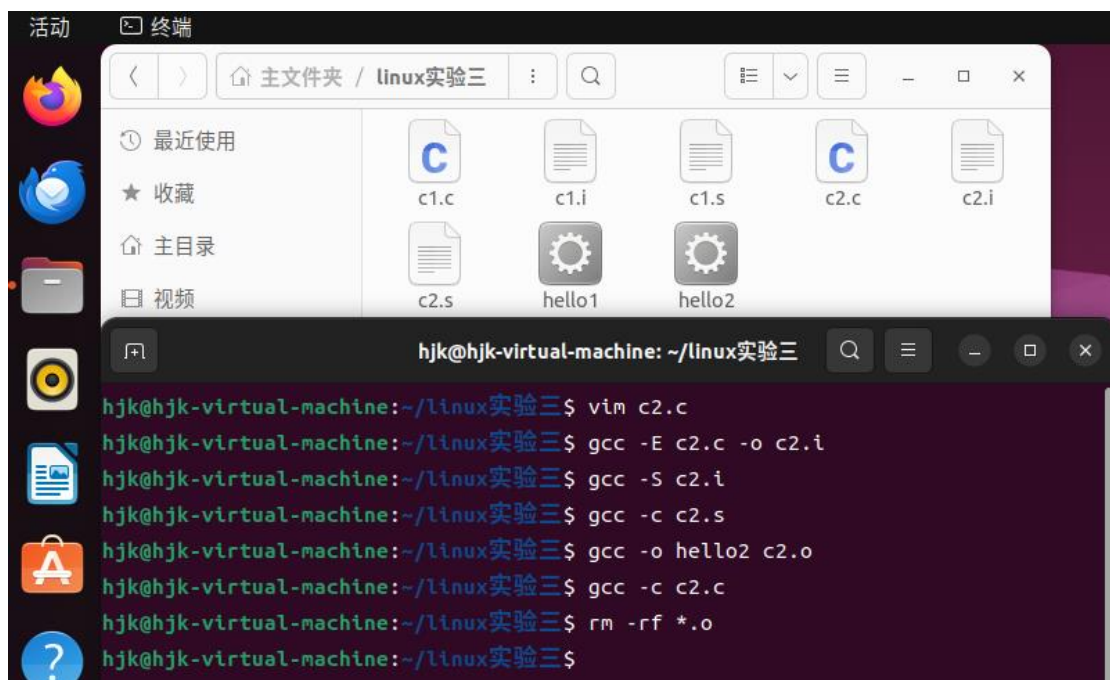 活动 终端
主文件夹 / linux实验三
最近使用
收藏
主目录
视频
c1.c c1.i c1.s c2.c c2.i
c2.s hello1 hello2
hjk@hjk-virtual-machine: ~/linux实验三
hjk@hjk-virtual-machine:~/linux实验三$ vim c2.c
hjk@hjk-virtual-machine:~/linux实验三$ gcc -E c2.c -o c2.i
hjk@hjk-virtual-machine:~/linux实验三$ gcc -S c2.i
hjk@hjk-virtual-machine:~/linux实验三$ gcc -c c2.s
hjk@hjk-virtual-machine:~/linux实验三$ gcc -o hello2 c2.o
hjk@hjk-virtual-machine:~/linux实验三$ gcc -c c2.c
hjk@hjk-virtual-machine:~/linux实验三$ rm -rf *.o
hjk@hjk-virtual-machine:~/linux实验三$